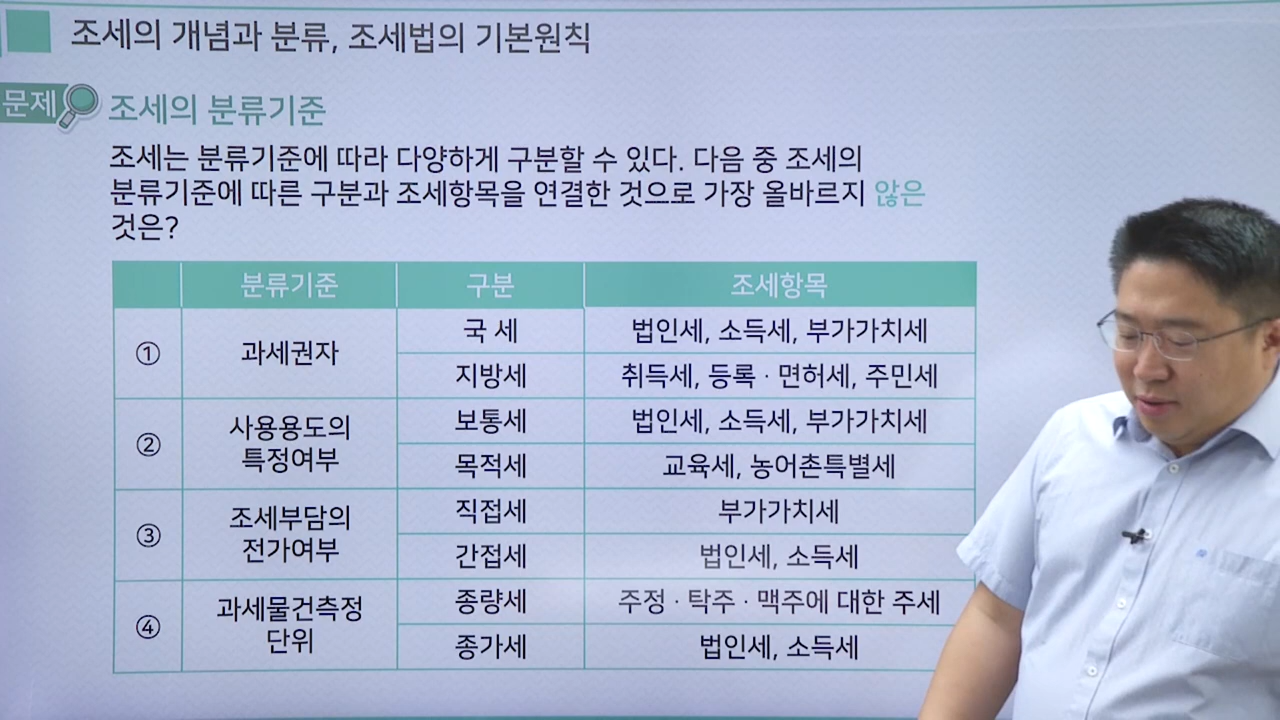 조세의 개념과 분류, 조세법의 기본원칙
문제 조세의 분류기준
조세는 분류기준에 따라 다양하게 구분할 수 있다. 다음 중 조세의
분류기준에 따른 구분과 조세항목을 연결한 것으로 가장 올바르지 않은
것은?
분류기준 구분 조세항목
① 과세권자 국 세 법인세, 소득세, 부가가치세
지방세 취득세, 등록·면허세, 주민세
② 사용용도의 특정여부 보통세 법인세, 소득세, 부가가치세
목적세 교육세, 농어촌특별세
③ 조세부담의 전가여부 직접세 부가가치세
간접세 법인세, 소득세
④ 과세물건측정 단위 종량세 주정·탁주·맥주에 대한 주세
종가세 법인세, 소득세